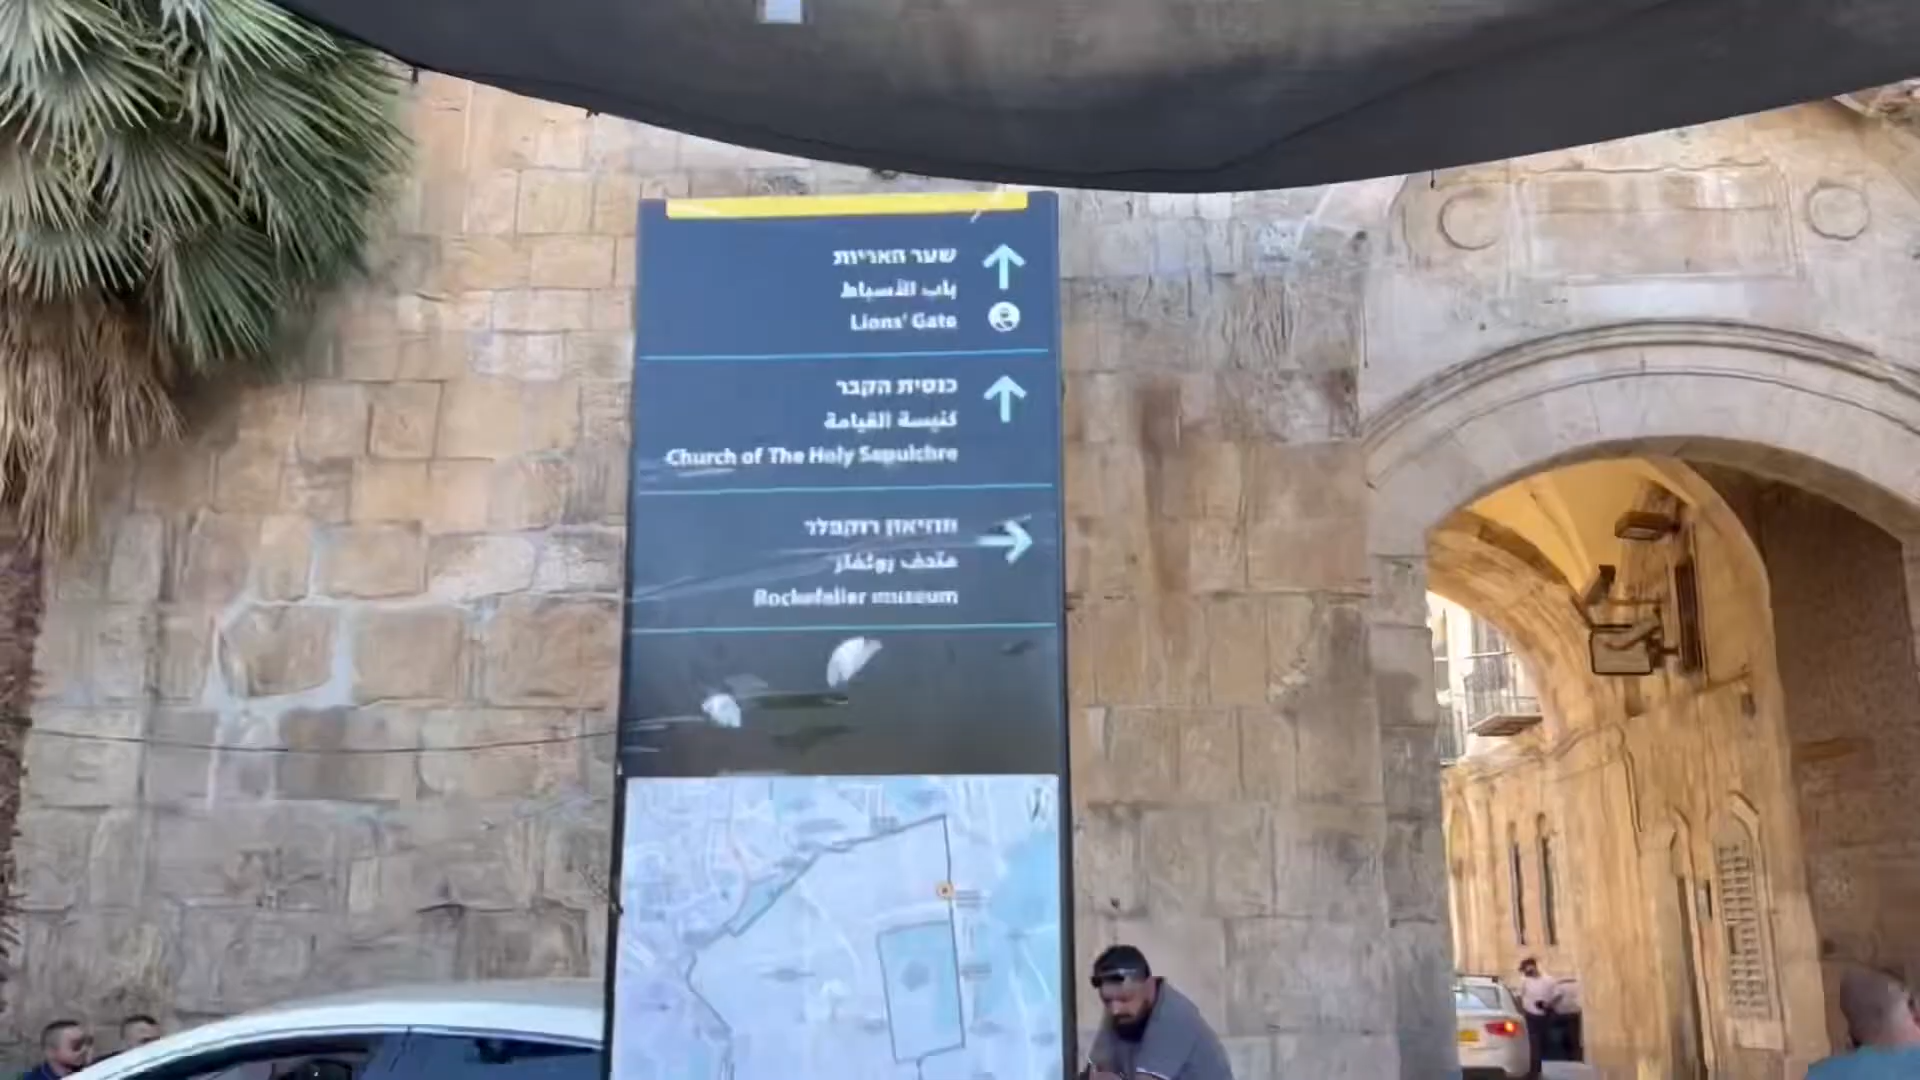 שער האריות
باب الأسباط
Lions' Gate
כנסית הקבר
كنيسة القيامة
Church of The Holy Sepulchre
מוזיאון רוקפלר
متحف روكفلر
Rockefeller museum